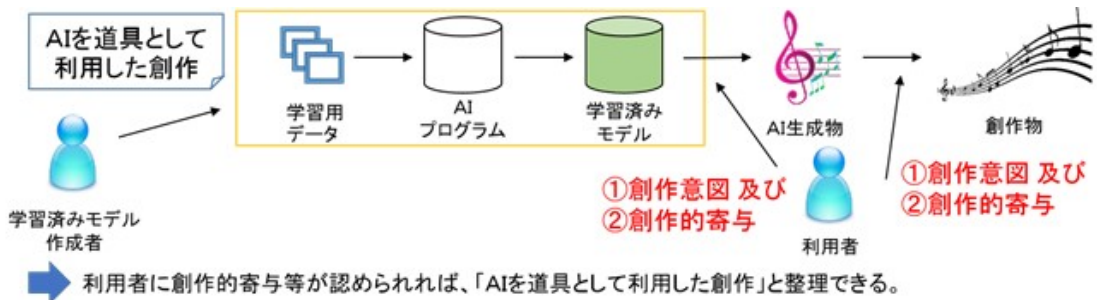 AIを道具として
利用した創作
学習用
データ
AI
プログラム
学習済み
モデル
AI生成物
創作物
学習済みモデル
作成者
①創作意図 及び
②創作的寄与
利用者
①創作意図 及び
②創作的寄与
利用者に創作的寄与等が認められれば、「AIを道具として利用した創作」と整理できる。